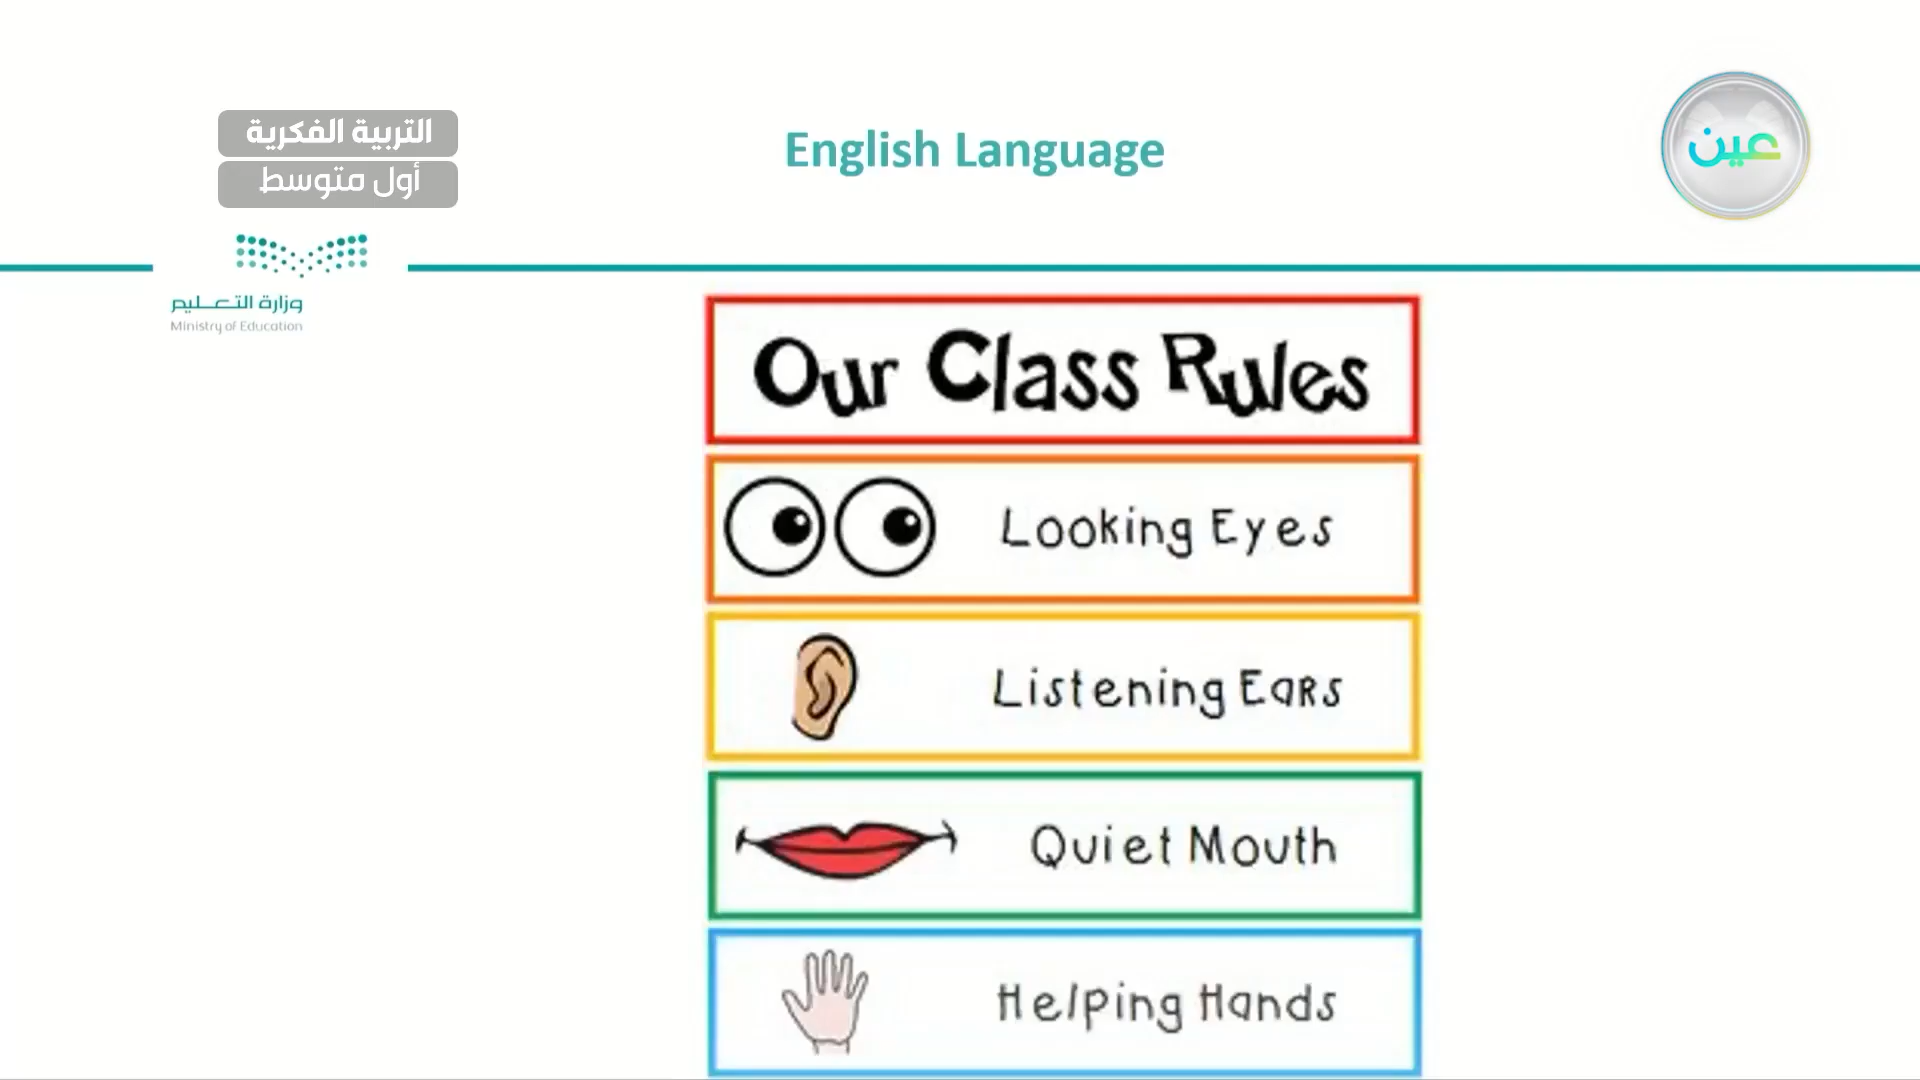 التربية الفكرية
أول متوسط
English Language
عين
وزارة التعليم
Ministry of Education
Our Class Rules
Looking Eyes
Listening Ears
Quiet Mouth
Helping Hands